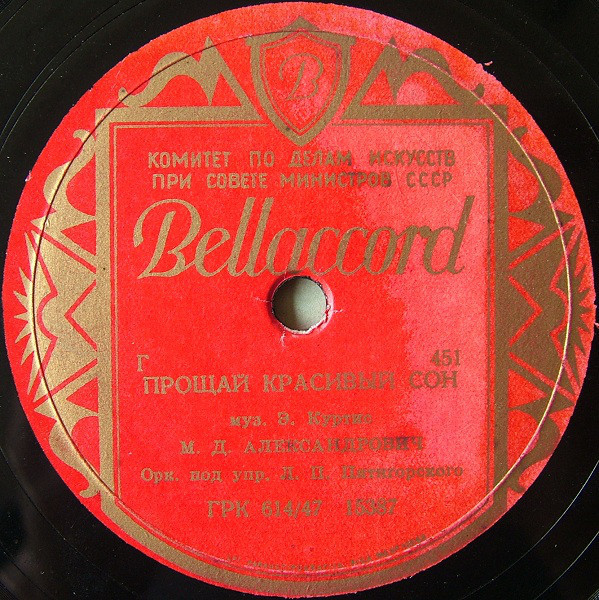 B
КОМИТЕТ ПО ДЕЛАМ ИСКУССТВ
ПРИ СОВЕТЕ МИНИСТРОВ СССР
Bellaccord
Г 451
ПРОЩАЙ КРАСИВЫЙ СОН
муз. Э. Куртис
М. Д. АЛЕКСАНДРОВИЧ
Орк. под упр. Л. П. Пятигорского
ГРК 614/47 15387